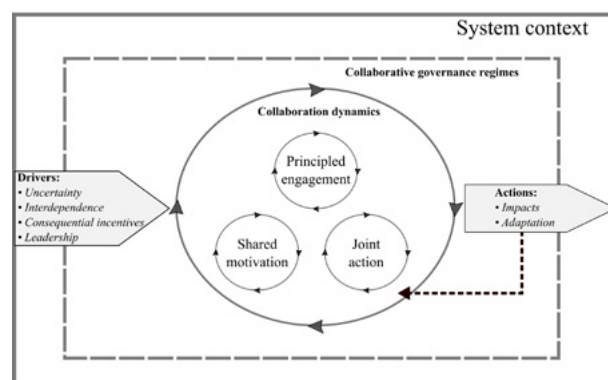 System context
Collaborative governance regimes
Collaboration dynamics
Principled
engagement
Drivers:
• Uncertainty
• Interdependence
• Consequential incentives
• Leadership
Actions:
• Impacts
• Adaptation
Shared
motivation
Joint
action